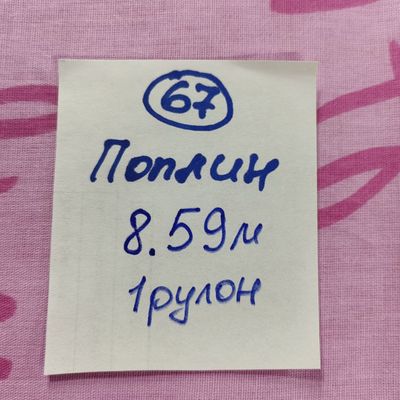 67
Поплин
8.59м
1рулон